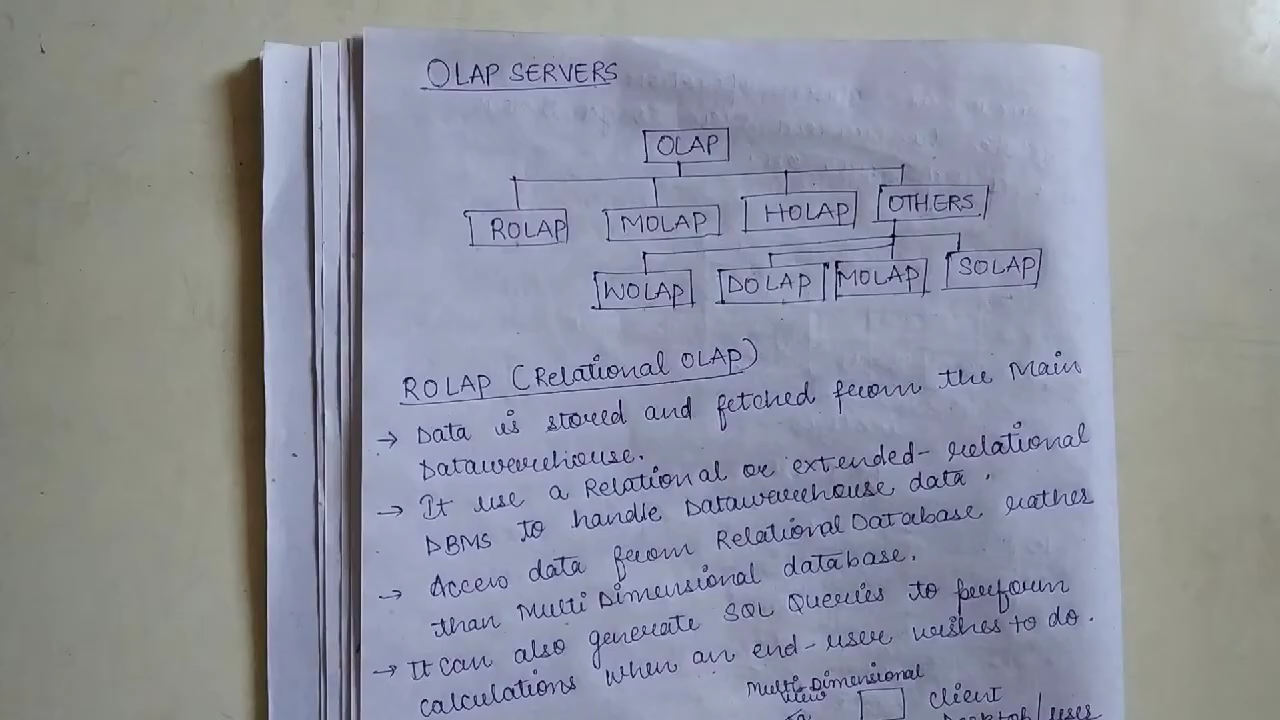 OLAP SERVERS
OLAP
ROLAP MOLAP HOLAP OTHERS
WOLAP DOLAP MOLAP SOLAP
ROLAP (Relational OLAP)
→ Data is stored and fetched from the Main
Datawarehouse.
→ It use a Relational or extended-relational
DBMS to handle Datawarehouse data.
→ Access data from Relational Database rather
than Multi Dimensional database.
→ It can also generate SQL Queries to perform
calculations when an end-user wishes to do.
Multi Dimensional
view
Client
Desktop/user